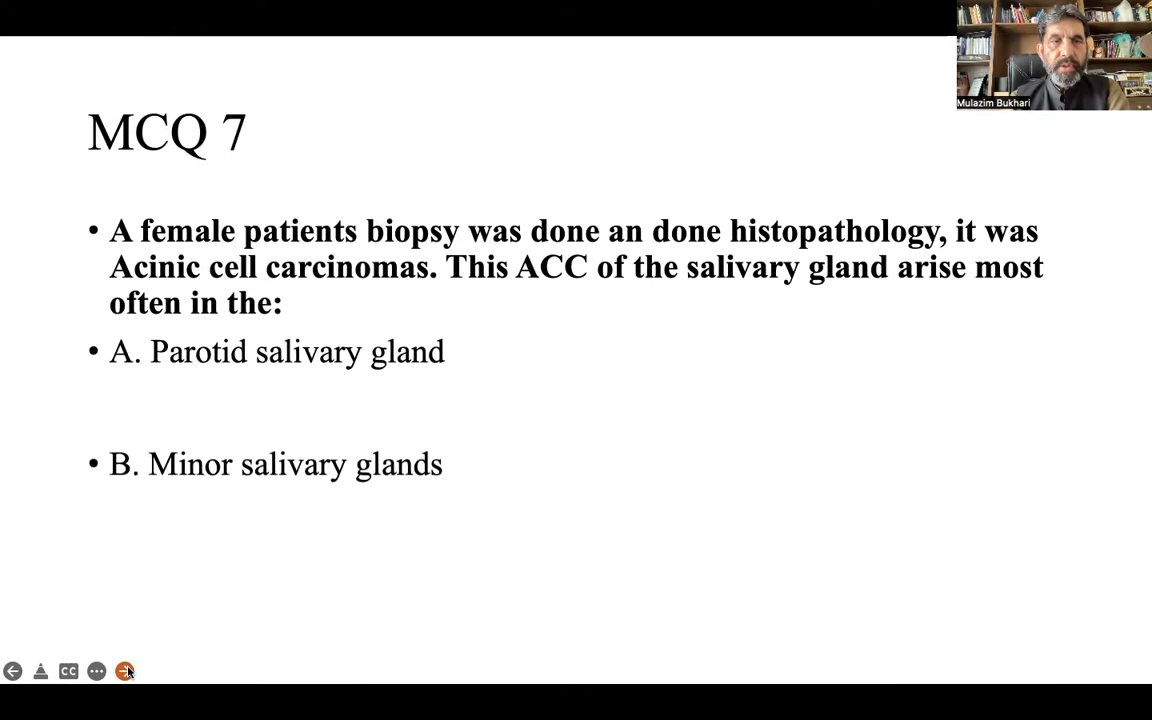 Mulazim Bukhari
MCQ 7
• A female patients biopsy was done an done histopathology, it was
Acinic cell carcinomas. This ACC of the salivary gland arise most
often in the:
• A. Parotid salivary gland
• B. Minor salivary glands
CC